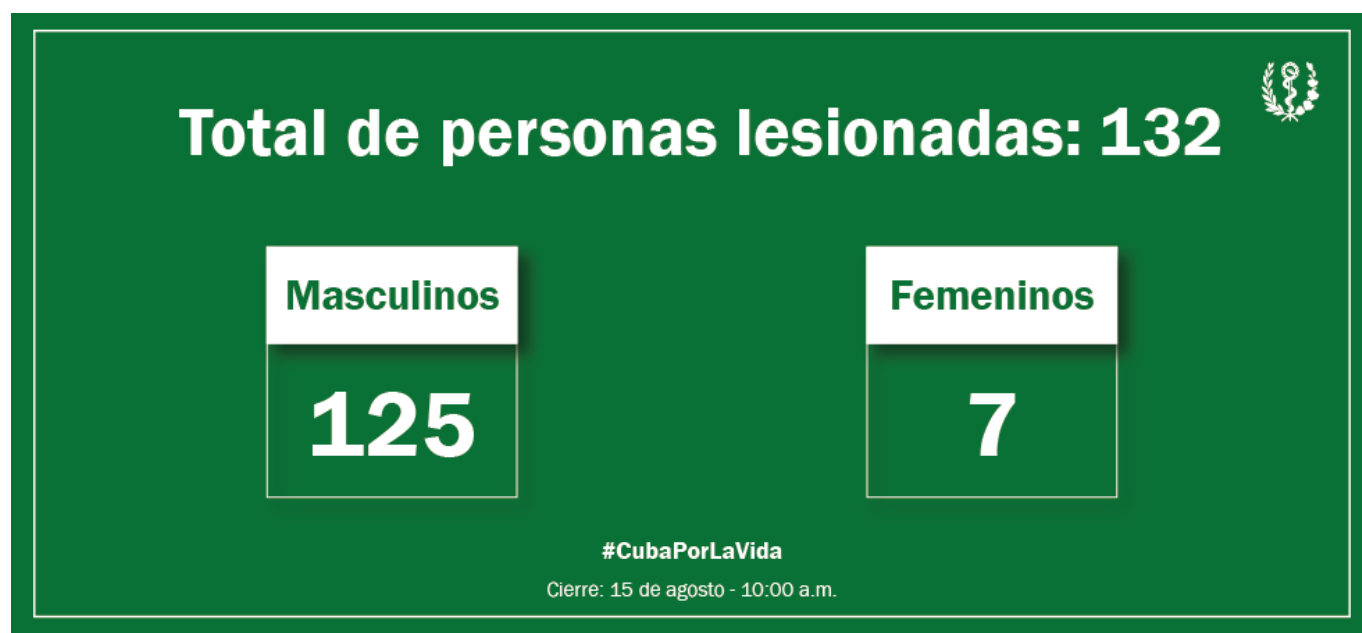 Total de personas lesionadas: 132
Masculinos
Femeninos
125
7
#CubaPorLaVida
Cierre: 15 de agosto - 10:00 a.m.